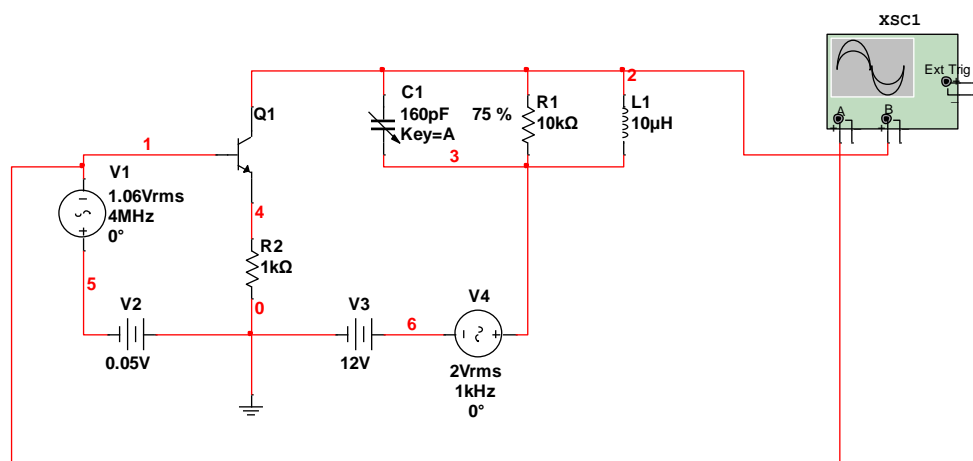 XSC1
Ext Trig
+
−
A
B
+
+
2
C1
160pF
Key=A
75 %
R1
10kΩ
L1
10µH
Q1
1
3
V1
1.06Vrms
4MHz
0°
4
R2
1kΩ
5
0
V2
0.05V
V3
12V
6
V4
2Vrms
1kHz
0°